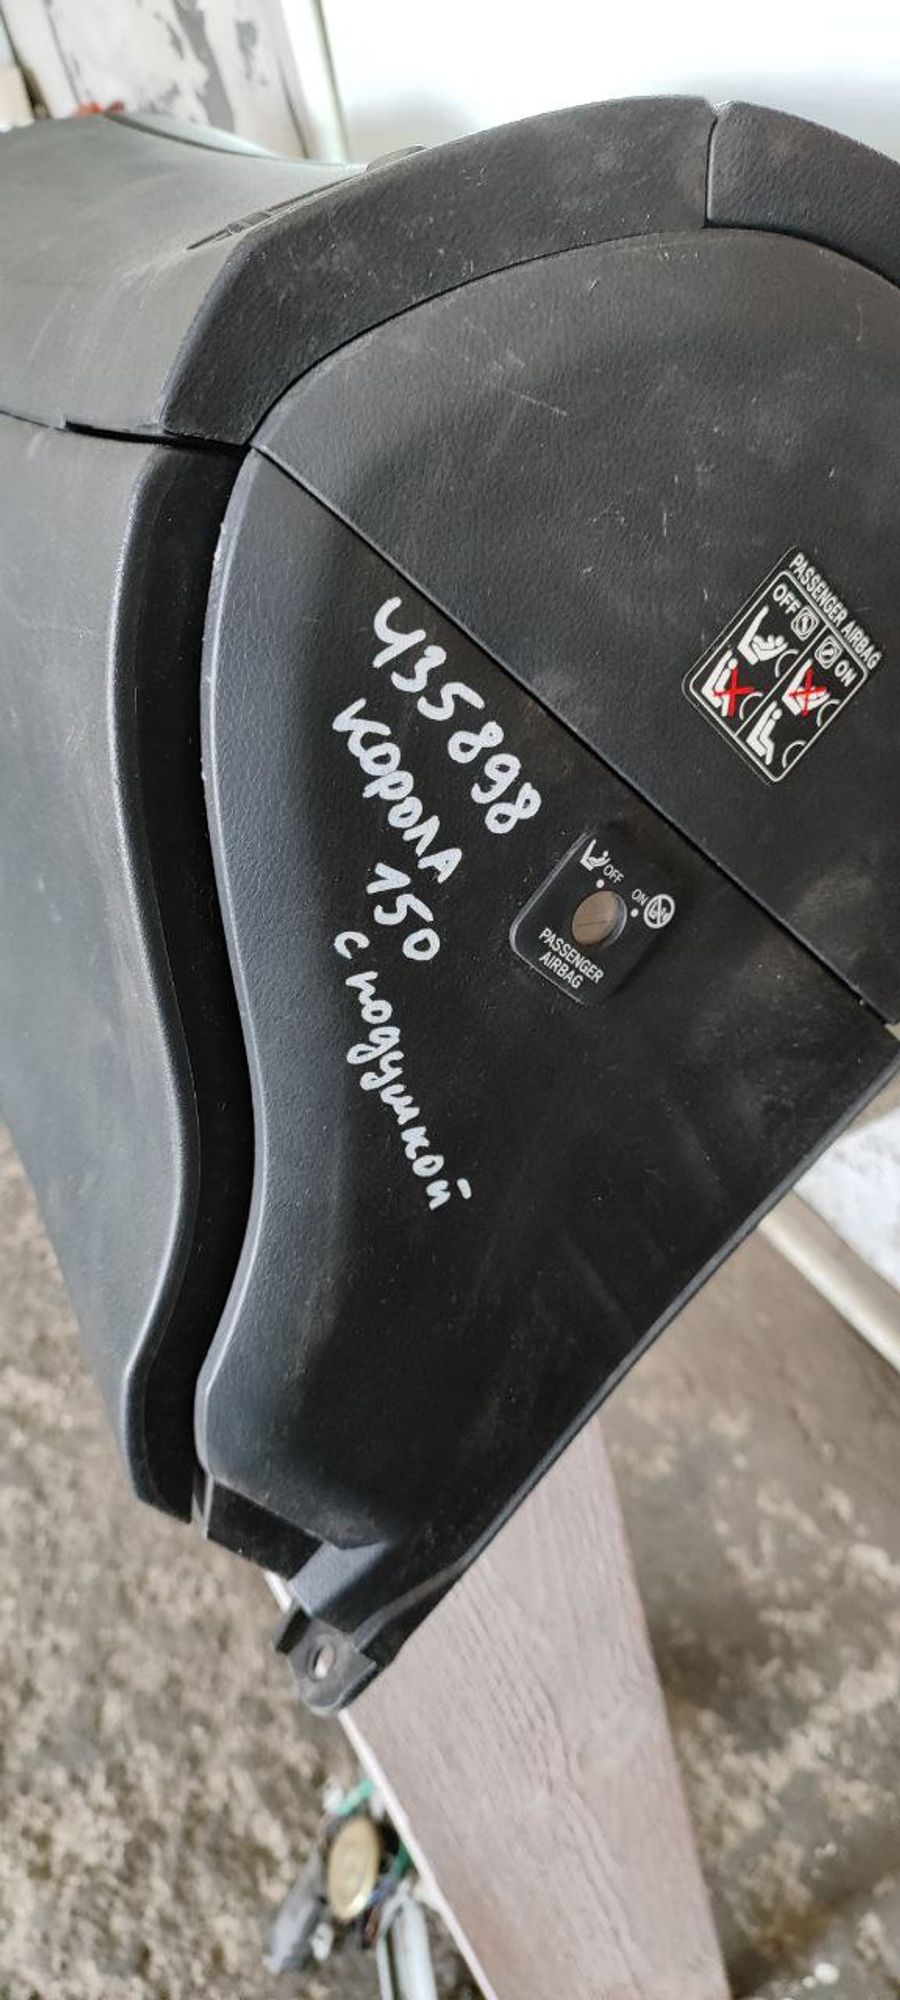 435898
Корола
150
с подушкой
OFF
ON
PASSENGER
AIRBAG
PASSENGER AIRBAG
OFF
ON